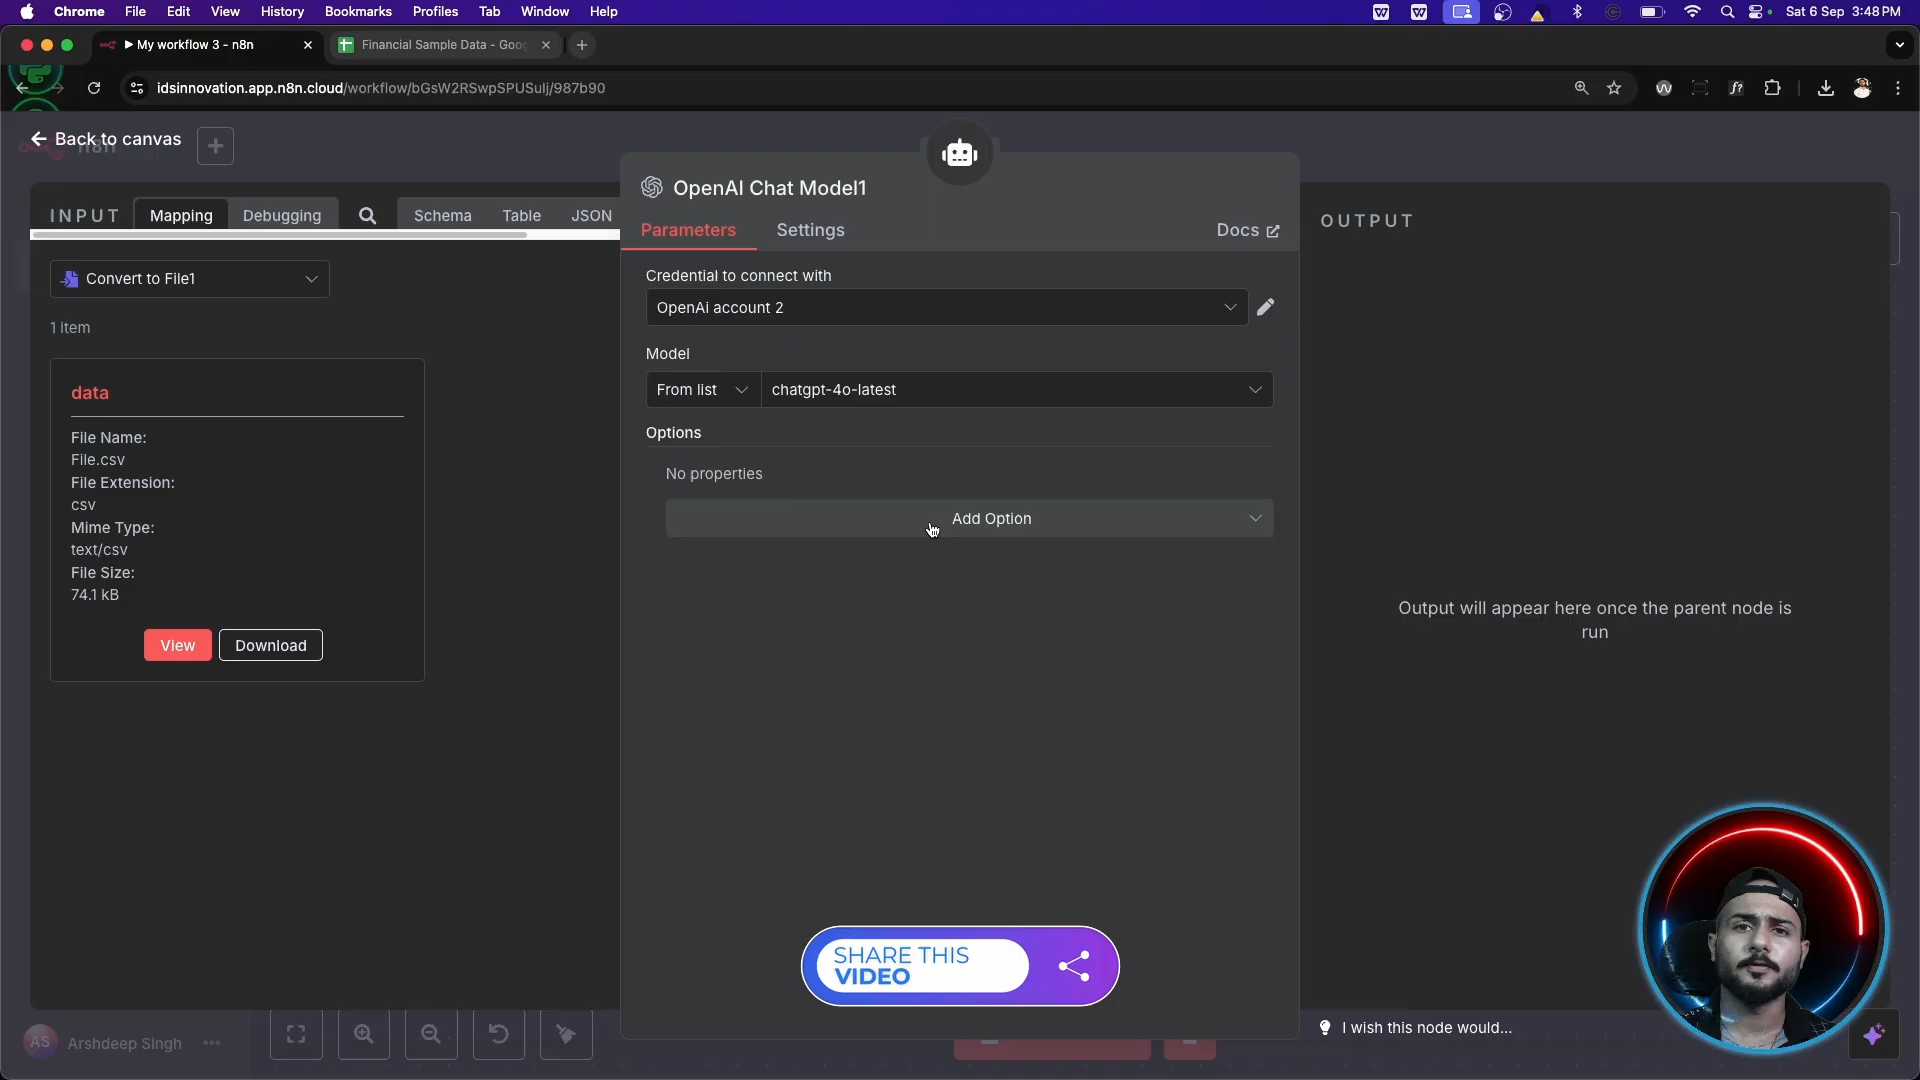 Chrome File Edit View History Bookmarks Profiles Tab Window Help Sat 6 Sep 3:48 PM
My workflow 3 - n8n Financial Sample Data - Goog
idsinnovation.app.n8n.cloud/workflow/bGsW2RSwpSPUSulj/987b90
Back to canvas
n8n
INPUT Mapping Debugging Schema Table JSON
Convert to File1
1 item
data
File Name:
File.csv
File Extension:
csv
Mime Type:
text/csv
File Size:
74.1 kB
View Download
OpenAI Chat Model1
Parameters Settings Docs
Credential to connect with
OpenAi account 2
Model
From list chatgpt-4o-latest
Options
No properties
Add Option
SHARE THIS
VIDEO
OUTPUT
Output will appear here once the parent node is
run
I wish this node would...
AS Arshdeep Singh